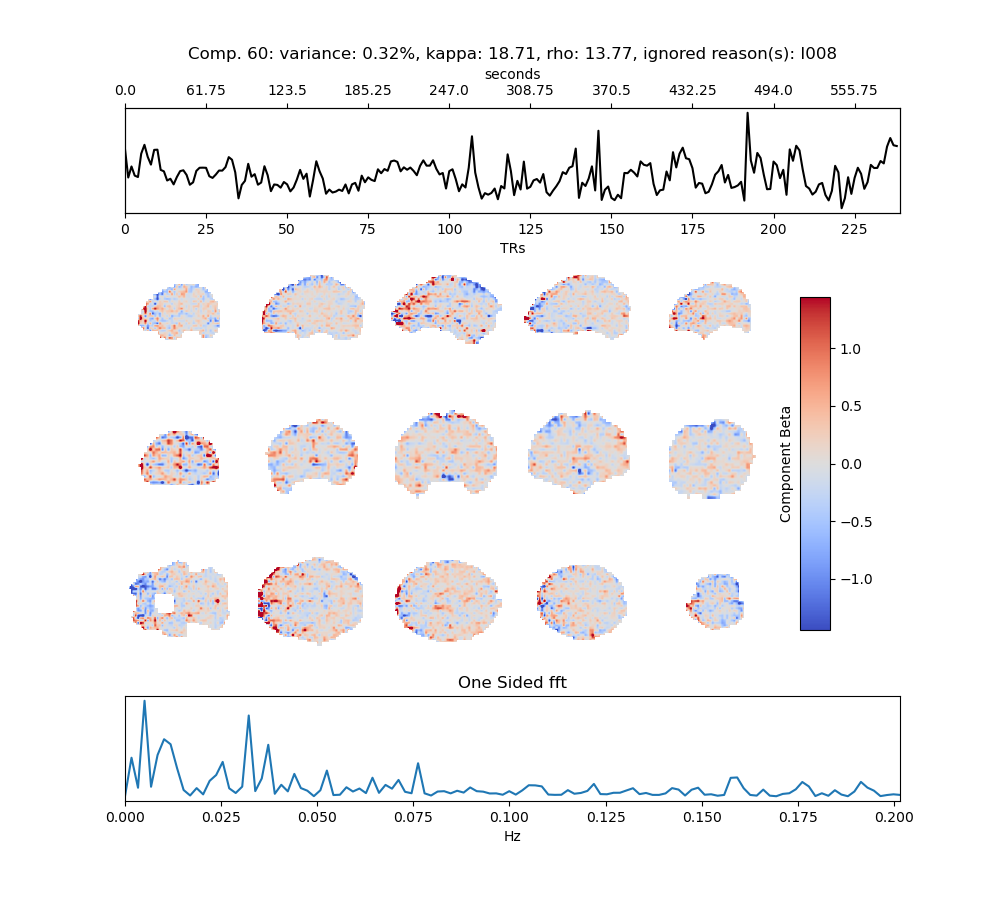 Comp. 60: variance: 0.32%, kappa: 18.71, rho: 13.77, ignored reason(s): I008
seconds
0.0 61.75 123.5 185.25 247.0 308.75 370.5 432.25 494.0 555.75
0 25 50 75 100 125 150 175 200 225
TRs
1.0
0.5
0.0
−0.5
−1.0
Component Beta
One Sided fft
0.000 0.025 0.050 0.075 0.100 0.125 0.150 0.175 0.200
Hz